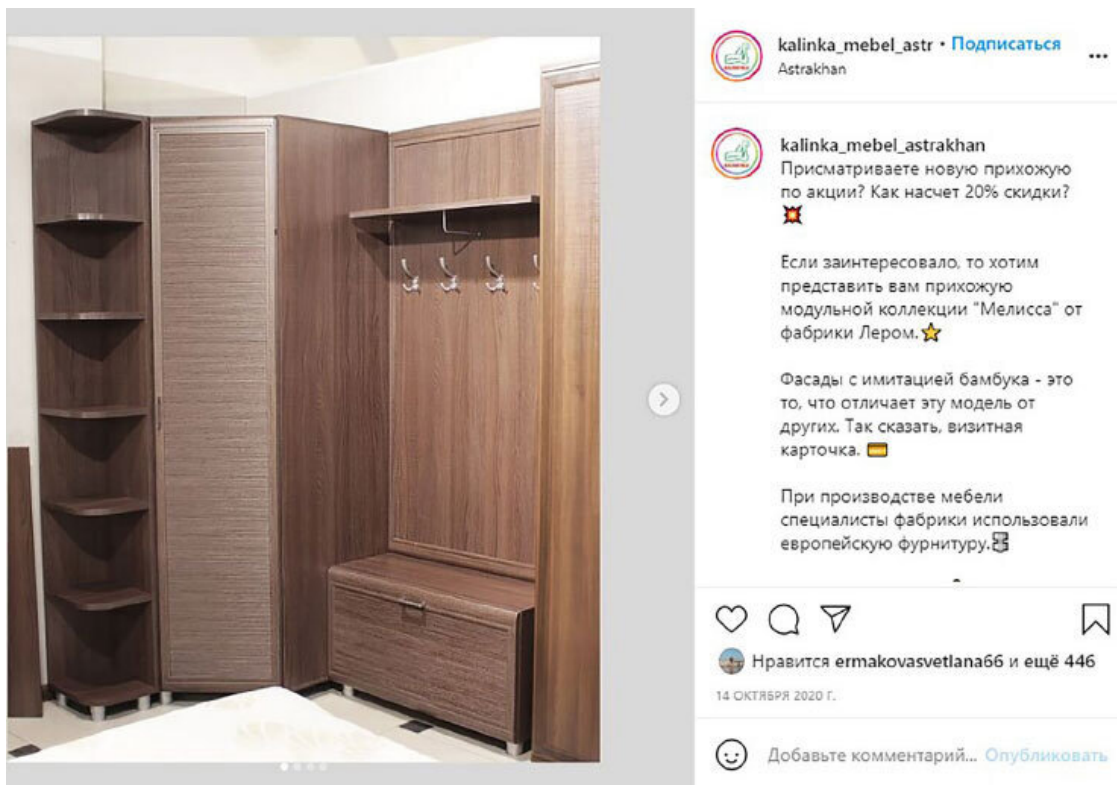 kalinka_mebel_astr • Подписаться
Astrakhan
kalinka_mebel_astrakhan
Присматриваете новую прихожую
по акции? Как насчет 20% скидки?
💥
Если заинтересовало, то хотим
представить вам прихожую
модульной коллекции "Мелисса" от
фабрики Лером.⭐
Фасады с имитацией бамбука - это
то, что отличает эту модель от
других. Так сказать, визитная
карточка. 💳
При производстве мебели
специалисты фабрики использовали
европейскую фурнитуру.🗜
Нравится ermakovasvetlana66 и ещё 446
14 ОКТЯБРЯ 2020 Г.
Добавьте комментарий... Опубликовать